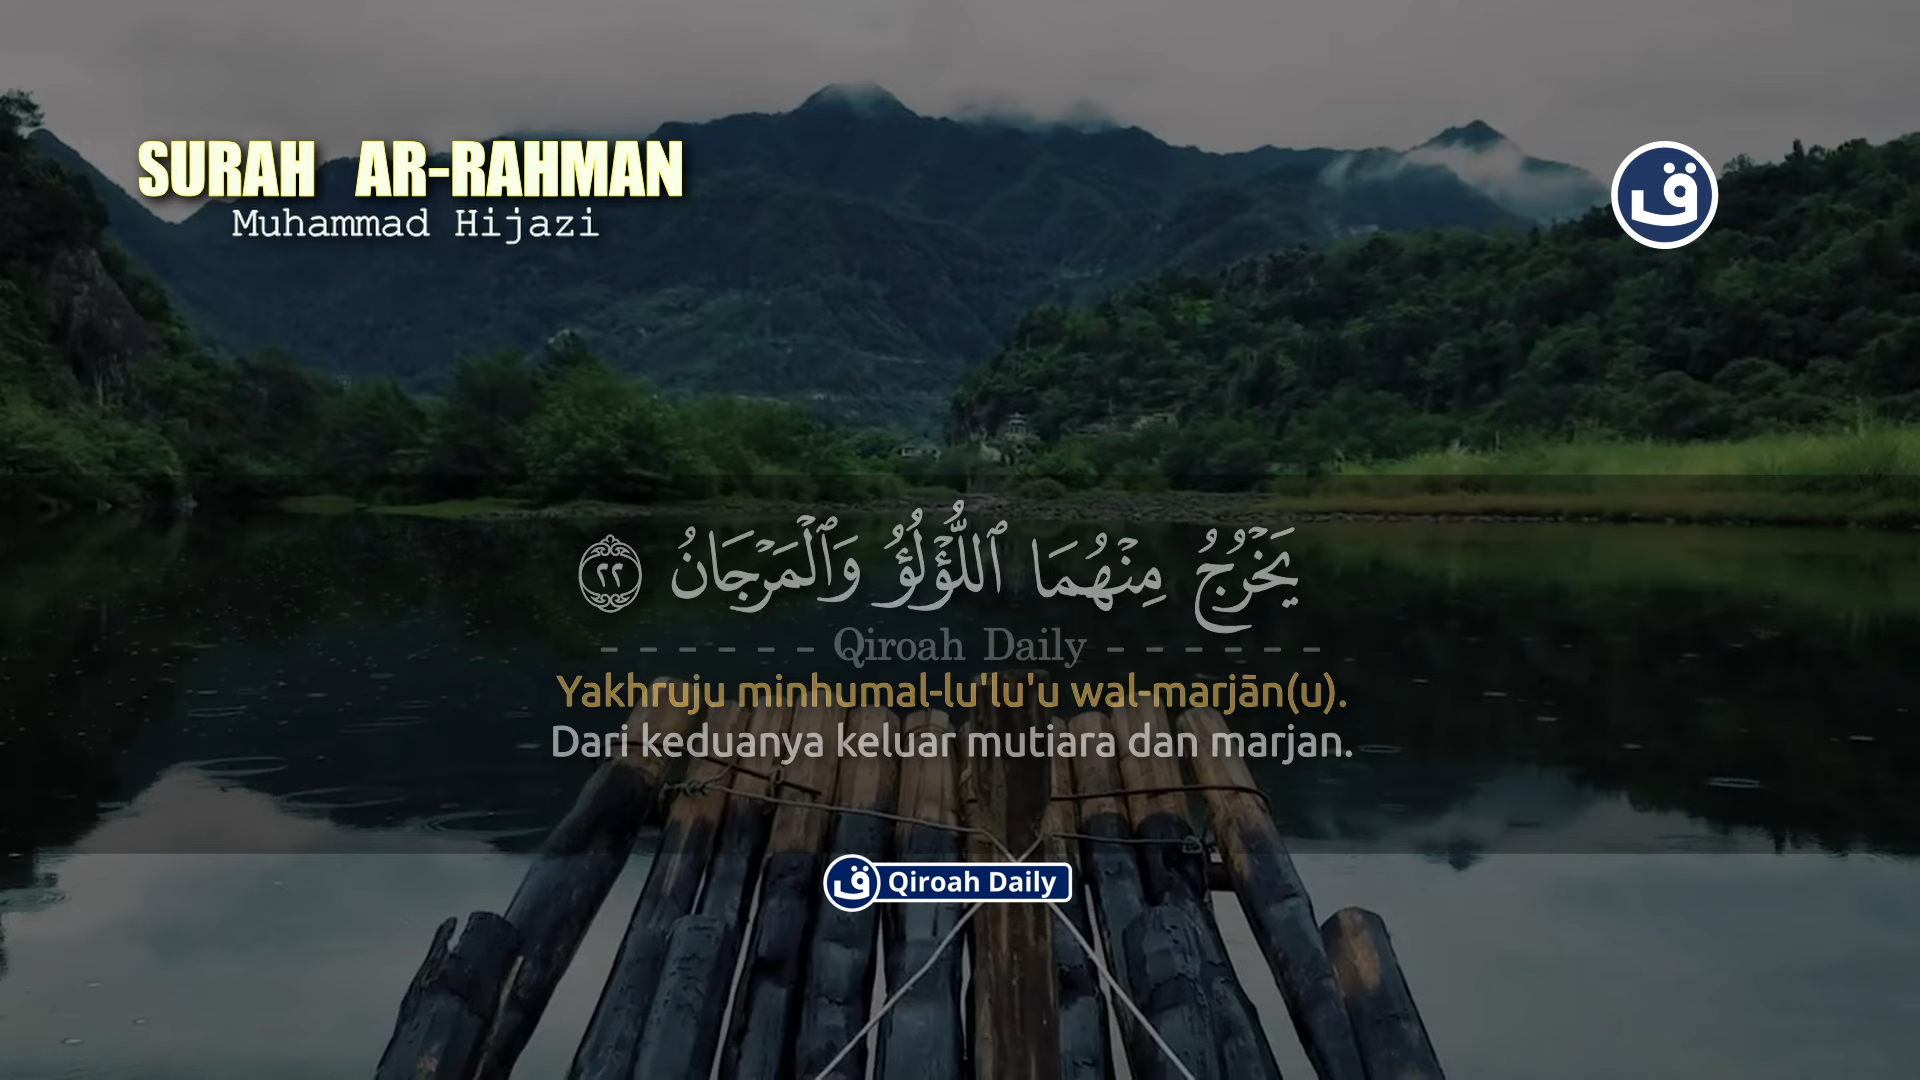 SURAH AR-RAHMAN
Muhammad Hijazi
ق
يَخْرُجُ مِنْهُمَا ٱللُّؤْلُؤُ وَٱلْمَرْجَانُ ٢٢
- - - - - - Qiroah Daily - - - - - -
Yakhruju minhumal-lu'lu'u wal-marjān(u).
Dari keduanya keluar mutiara dan marjan.
ق Qiroah Daily